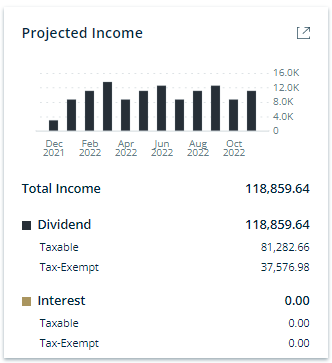 Projected Income
16.0K
12.0K
8.0K
4.0K
0
Dec Feb Apr Jun Aug Oct
2021 2022 2022 2022 2022 2022
Total Income 118,859.64
Dividend 118,859.64
Taxable 81,282.66
Tax-Exempt 37,576.98
Interest 0.00
Taxable 0.00
Tax-Exempt 0.00